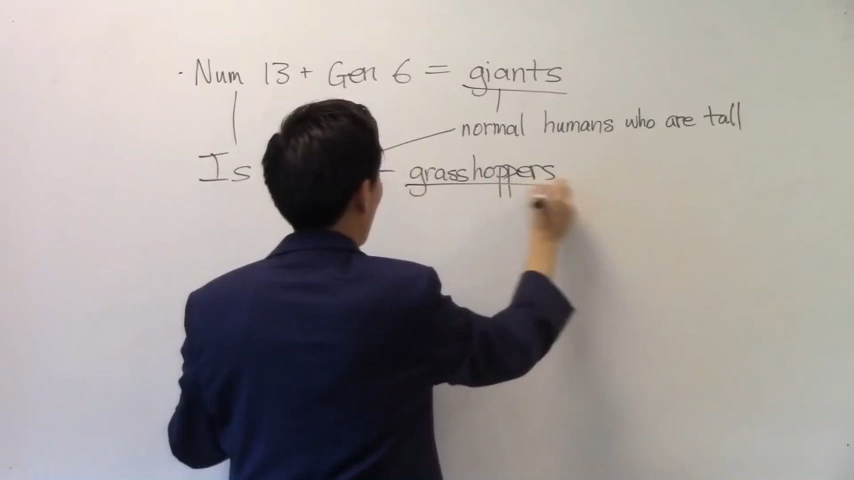 · Num 13 + Gen 6 = giants
normal humans who are tall
Is - grasshoppers